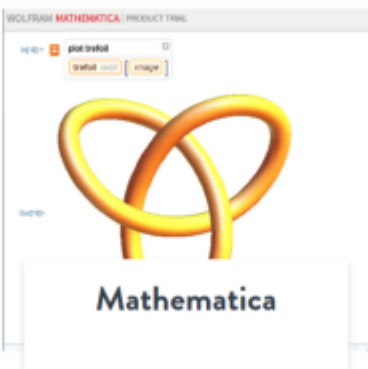 WOLFRAM MATHEMATICA | PRODUCT TRIAL
plot trefoil
trefoil image
Mathematica